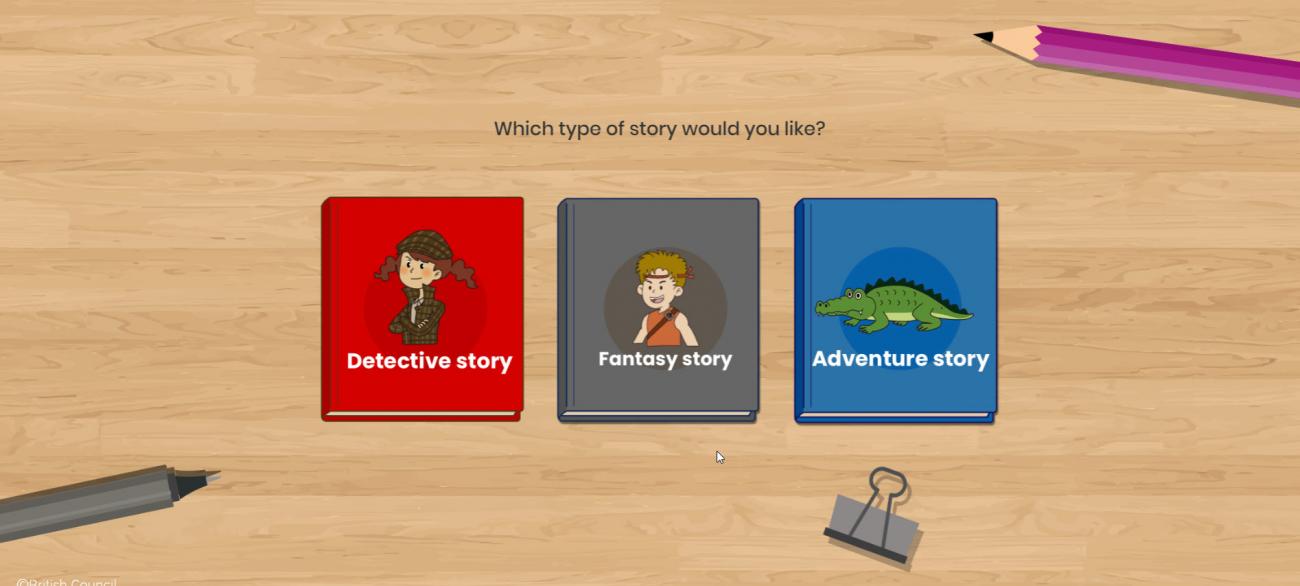 Which type of story would you like?
Detective story
Fantasy story
Adventure story
©British Council